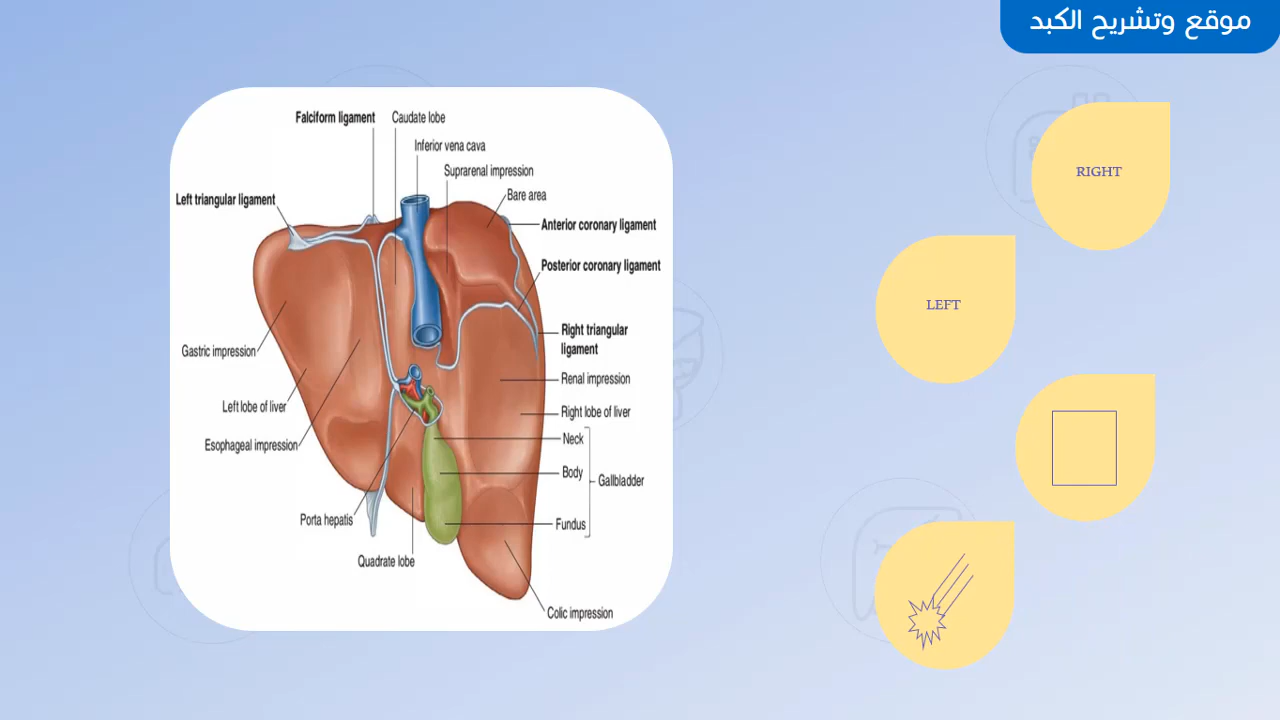 موقع وتشريح الكبد
Falciform ligament
Caudate lobe
Inferior vena cava
Suprarenal impression
Bare area
Left triangular ligament
Anterior coronary ligament
Posterior coronary ligament
Right triangular
ligament
Gastric impression
Renal impression
Left lobe of liver
Right lobe of liver
Esophageal impression
Neck
Body
Gallbladder
Fundus
Porta hepatis
Quadrate lobe
Colic impression
RIGHT
LEFT